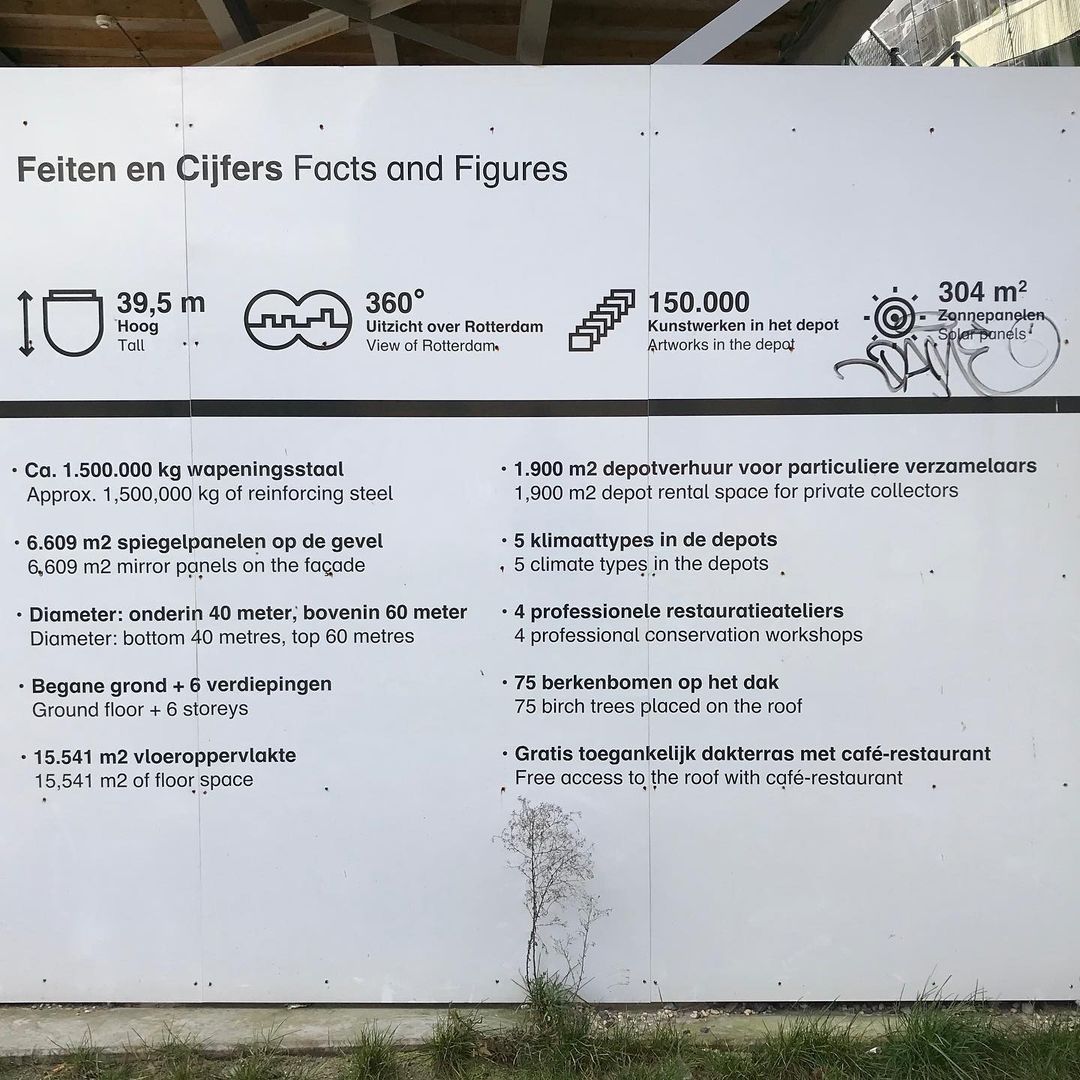 Feiten en Cijfers Facts and Figures
39,5 m
Hoog
Tall
360°
Uitzicht over Rotterdam
View of Rotterdam
150.000
Kunstwerken in het depot
Artworks in the depot
304 m²
Zonnepanelen
Solar panels
· Ca. 1.500.000 kg wapeningsstaal
Approx. 1,500,000 kg of reinforcing steel
· 6.609 m2 spiegelpanelen op de gevel
6,609 m2 mirror panels on the façade
· Diameter: onderin 40 meter, bovenin 60 meter
Diameter: bottom 40 metres, top 60 metres
· Begane grond + 6 verdiepingen
Ground floor + 6 storeys
· 15.541 m2 vloeroppervlakte
15,541 m2 of floor space
· 1.900 m2 depotverhuur voor particuliere verzamelaars
1,900 m2 depot rental space for private collectors
· 5 klimaattypes in de depots
5 climate types in the depots
· 4 professionele restauratieateliers
4 professional conservation workshops
· 75 berkenbomen op het dak
75 birch trees placed on the roof
· Gratis toegankelijk dakterras met café-restaurant
Free access to the roof with café-restaurant